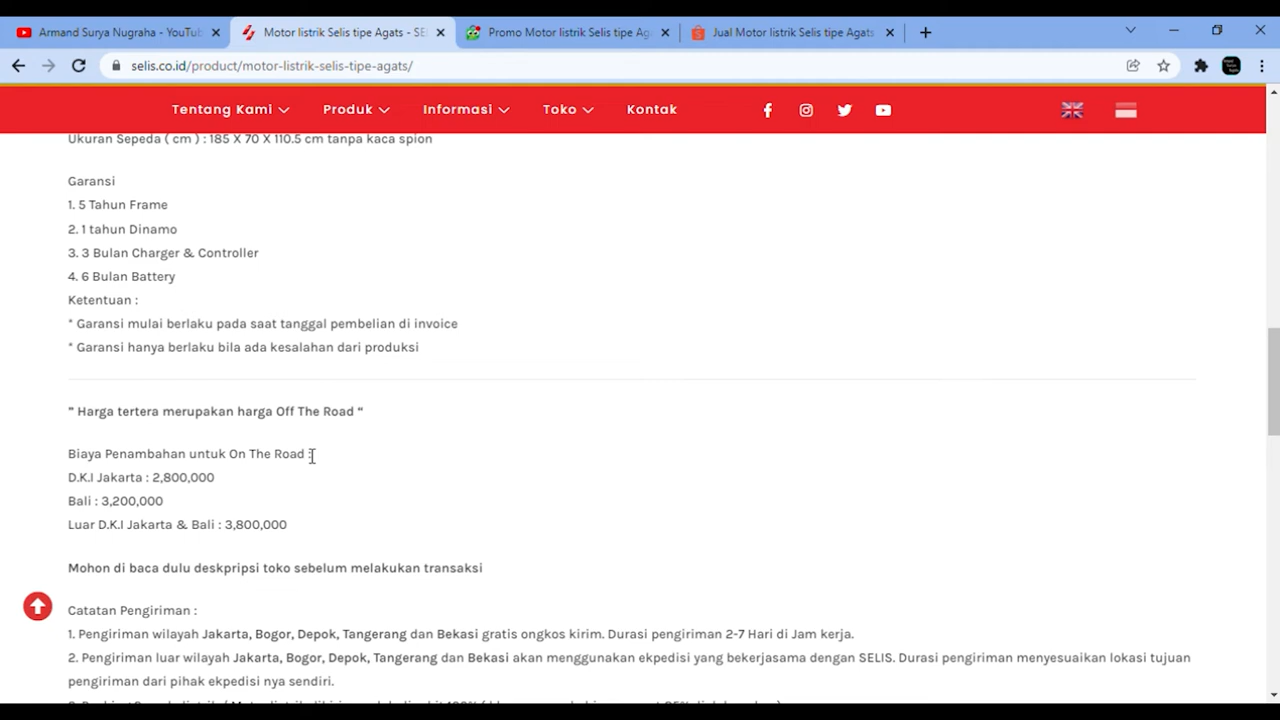 Armand Surya Nugraha - YouTub
Motor listrik Selis tipe Agats - SE
Promo Motor listrik Selis tipe Ag
Jual Motor listrik Selis tipe Agats
selis.co.id/product/motor-listrik-selis-tipe-agats/
Tentang Kami Produk Informasi Toko Kontak
Ukuran Sepeda ( cm ) : 185 X 70 X 110.5 cm tanpa kaca spion
Garansi
1. 5 Tahun Frame
2. 1 tahun Dinamo
3. 3 Bulan Charger & Controller
4. 6 Bulan Battery
Ketentuan :
* Garansi mulai berlaku pada saat tanggal pembelian di invoice
* Garansi hanya berlaku bila ada kesalahan dari produksi
” Harga tertera merupakan harga Off The Road “
Biaya Penambahan untuk On The Road :
D.K.I Jakarta : 2,800,000
Bali : 3,200,000
Luar D.K.I Jakarta & Bali : 3,800,000
Mohon di baca dulu deskpripsi toko sebelum melakukan transaksi
Catatan Pengiriman :
1. Pengiriman wilayah Jakarta, Bogor, Depok, Tangerang dan Bekasi gratis ongkos kirim. Durasi pengiriman 2-7 Hari di Jam kerja.
2. Pengiriman luar wilayah Jakarta, Bogor, Depok, Tangerang dan Bekasi akan menggunakan ekpedisi yang bekerjasama dengan SELIS. Durasi pengiriman menyesuaikan lokasi tujuan
pengiriman dari pihak ekpedisi nya sendiri.